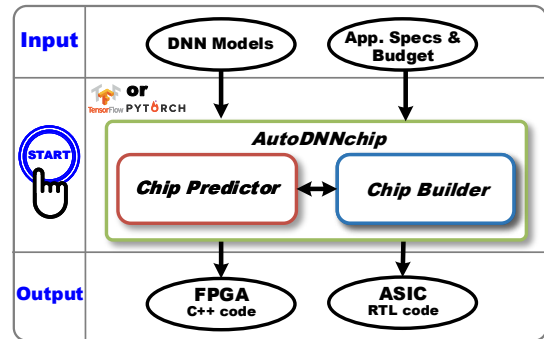 Input
DNN Models
App. Specs &
Budget
TensorFlow or PYTORCH
START
AutoDNNchip
Chip Predictor
Chip Builder
Output
FPGA
C++ code
ASIC
RTL code